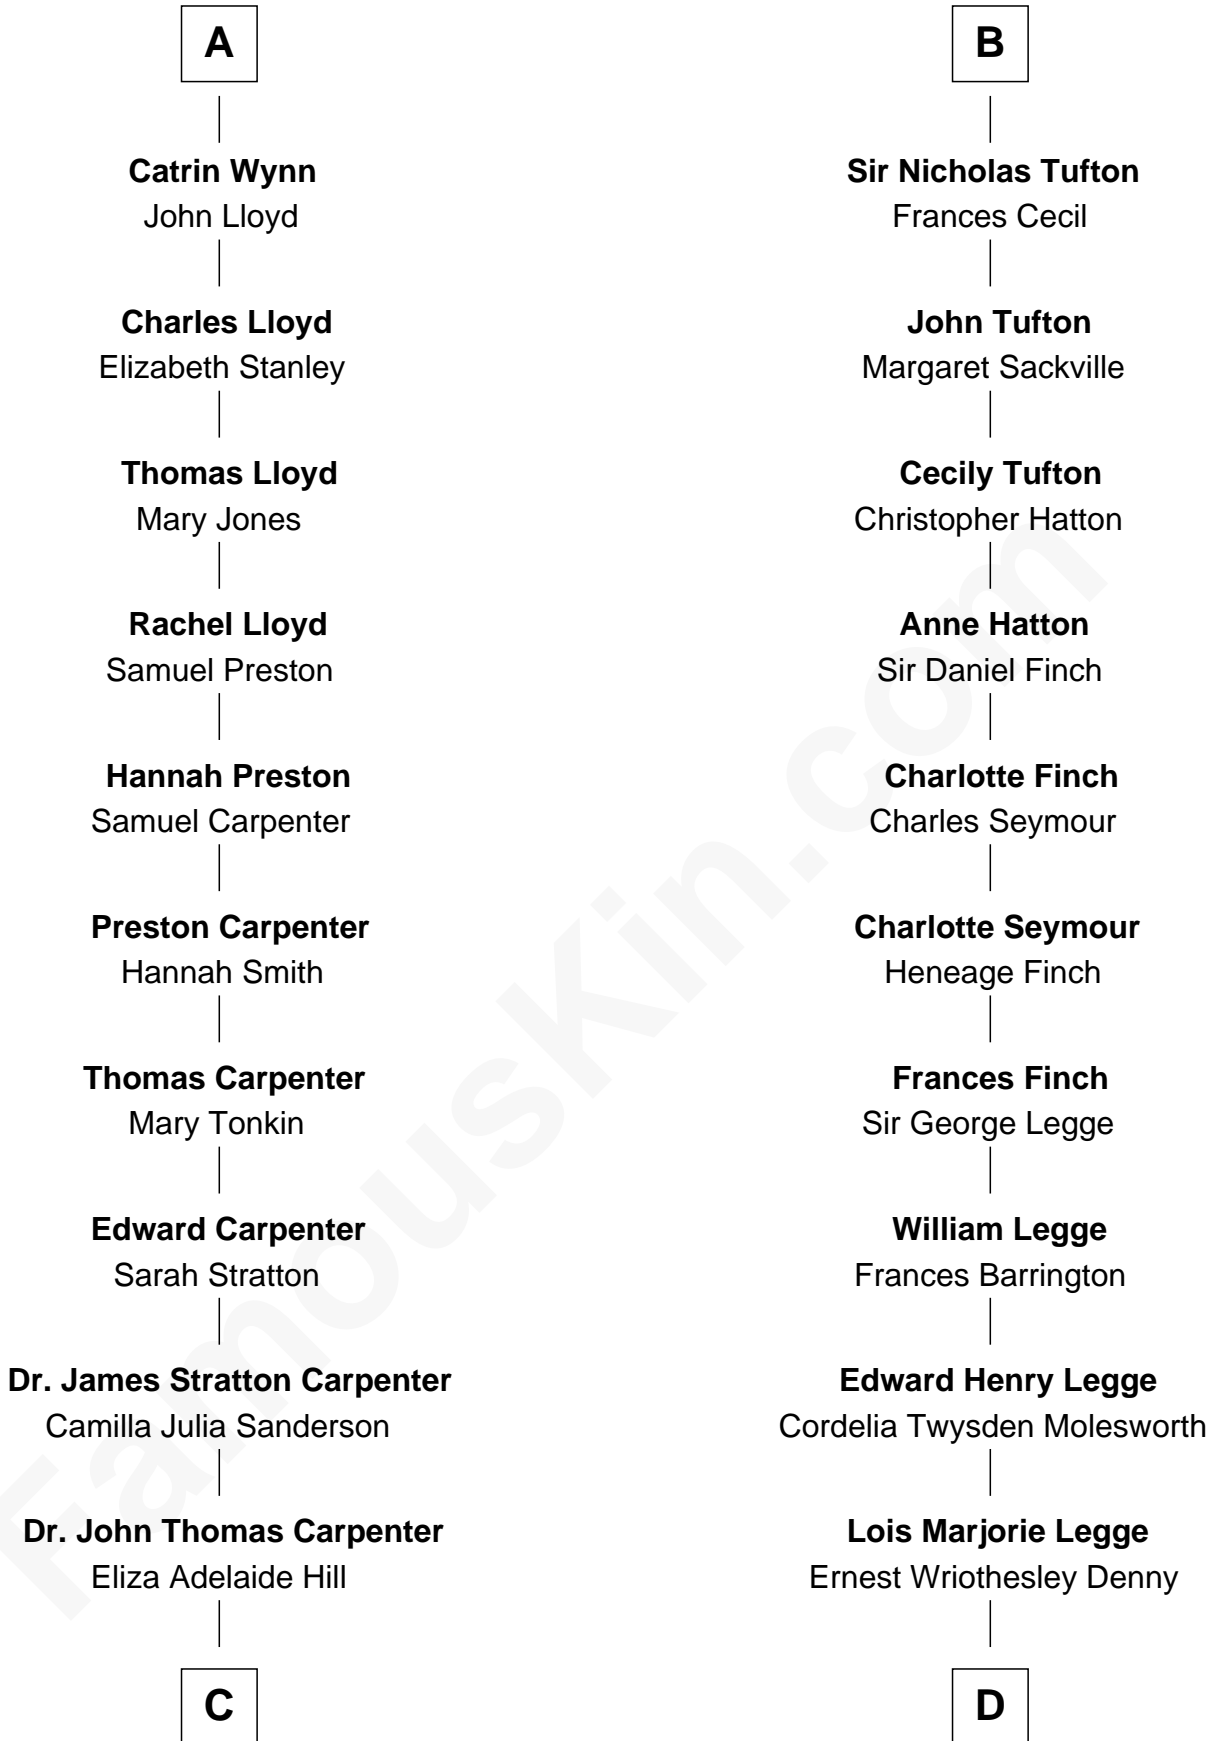 A
Catrin Wynn
John Lloyd
Charles Lloyd
Elizabeth Stanley
Thomas Lloyd
Mary Jones
Rachel Lloyd
Samuel Preston
Hannah Preston
Samuel Carpenter
Preston Carpenter
Hannah Smith
Thomas Carpenter
Mary Tonkin
Edward Carpenter
Sarah Stratton
Dr. James Stratton Carpenter
Camilla Julia Sanderson
Dr. John Thomas Carpenter
Eliza Adelaide Hill
C
B
Sir Nicholas Tufton
Frances Cecil
John Tufton
Margaret Sackville
Cecily Tufton
Christopher Hatton
Anne Hatton
Sir Daniel Finch
Charlotte Finch
Charles Seymour
Charlotte Seymour
Heneage Finch
Frances Finch
Sir George Legge
William Legge
Frances Barrington
Edward Henry Legge
Cordelia Twysden Molesworth
Lois Marjorie Legge
Ernest Wriothesley Denny
D
FamousKin.com